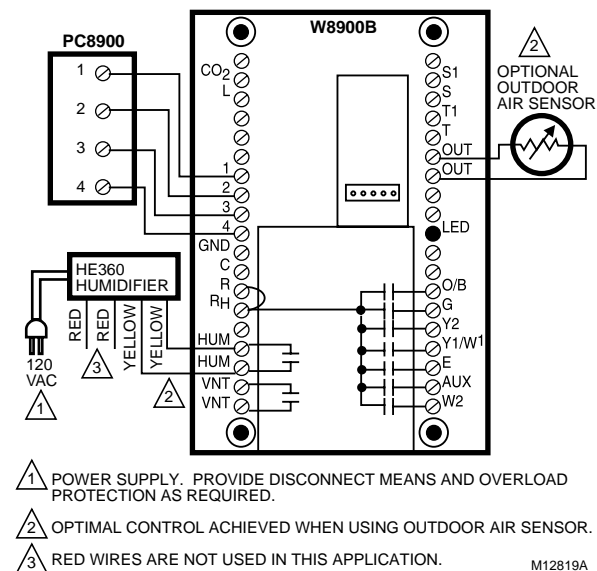 W8900B
PC8900
1
2
3
4
CO2
L
1
2
3
4
GND
C
R
RH
HUM
HUM
VNT
VNT
S1
S
T1
T
OUT
OUT
LED
O/B
G
Y2
Y1/W1
E
AUX
W2
2
OPTIONAL
OUTDOOR
AIR SENSOR
HE360
HUMIDIFIER
RED
RED
YELLOW
YELLOW
120
VAC
1
3
2
1 POWER SUPPLY. PROVIDE DISCONNECT MEANS AND OVERLOAD
PROTECTION AS REQUIRED.
2 OPTIMAL CONTROL ACHIEVED WHEN USING OUTDOOR AIR SENSOR.
3 RED WIRES ARE NOT USED IN THIS APPLICATION.
M12819A